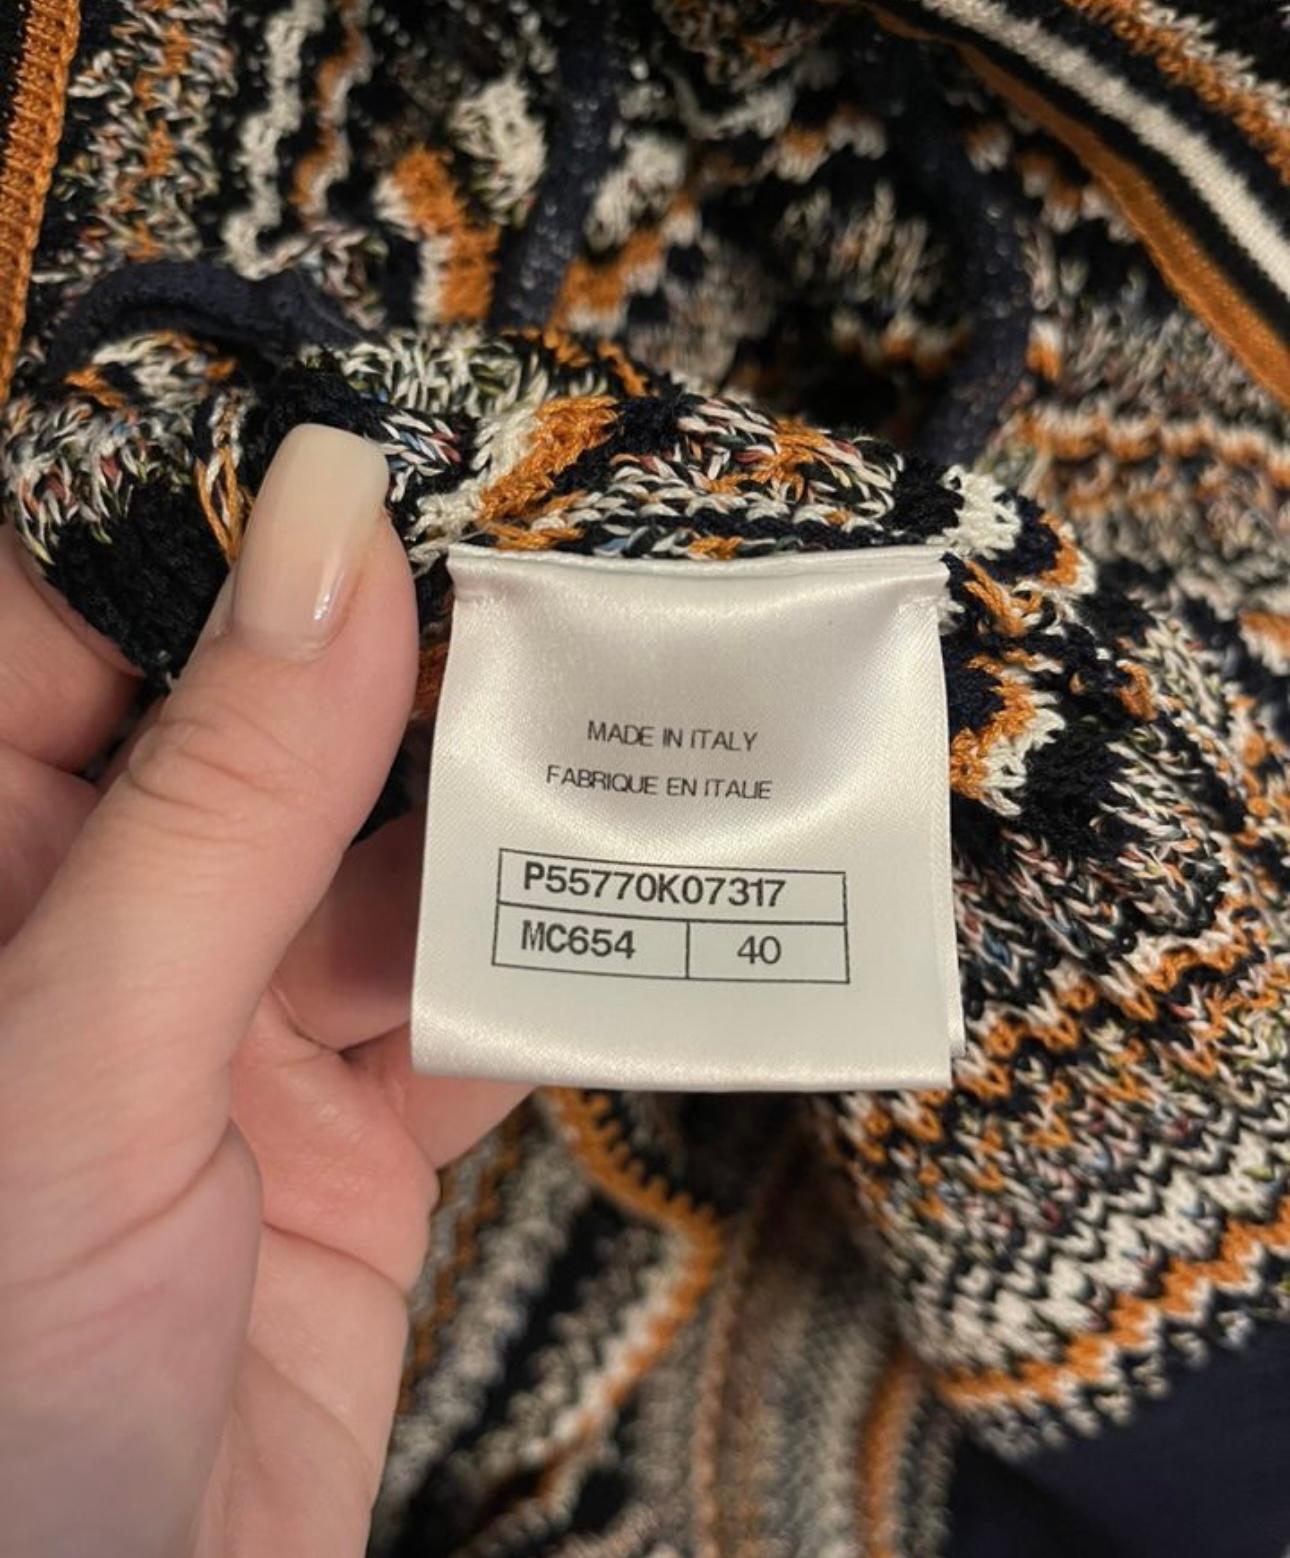 MADE IN ITALY
FABRIQUE EN ITALIE
P55770K07317
MC654 40